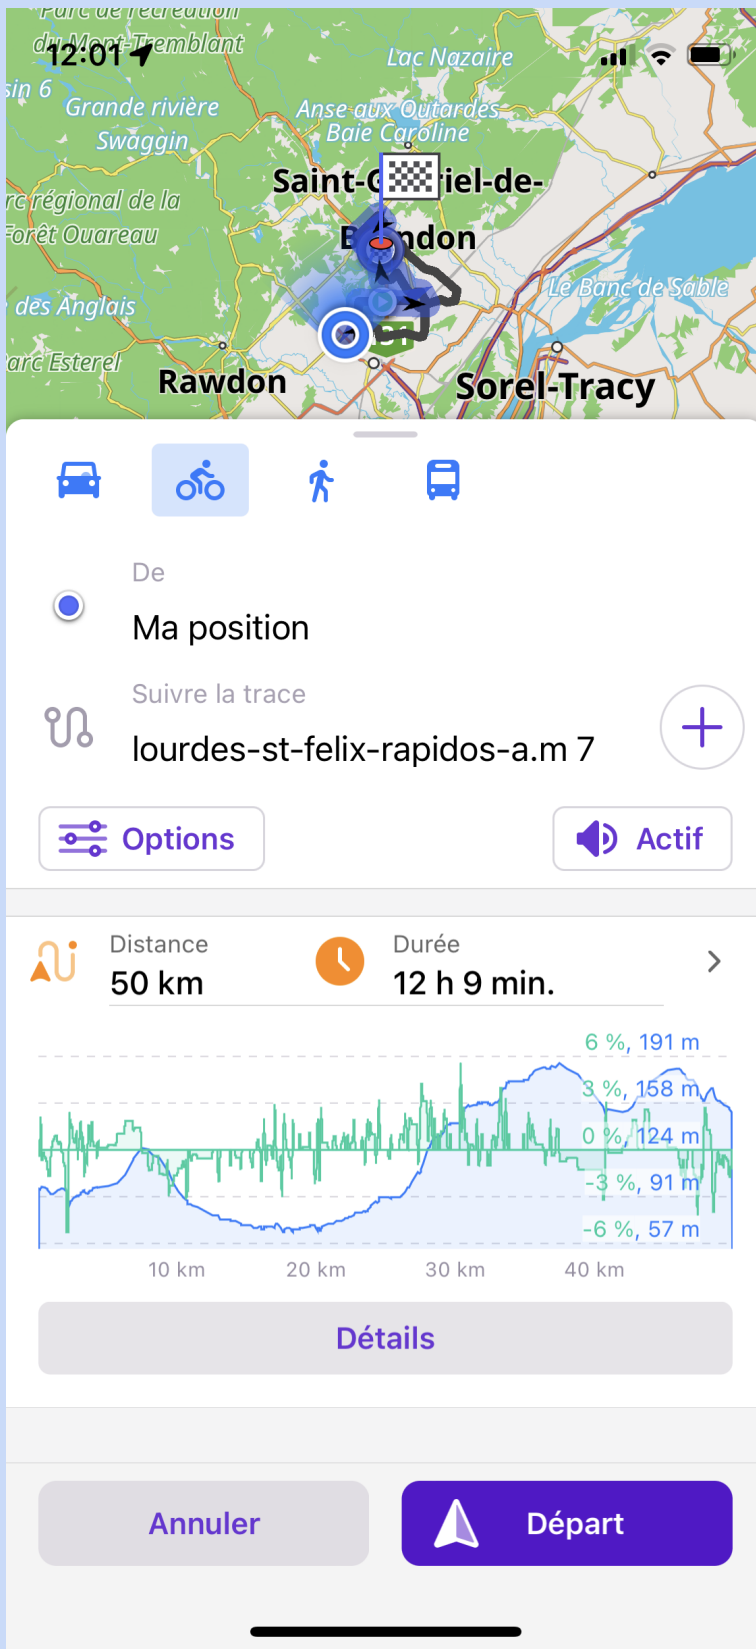 Parc de récréation
du Mont-Tremblant
12:01
Lac Nazaire
sin 6
Grande rivière
Swaggin
Anse aux Outardes
Baie Caroline
Saint-G riel-de-
B ndon
rc régional de la
Forêt Ouareau
des Anglais
Le Banc de Sable
arc Esterel
Rawdon
Sorel-Tracy
De
Ma position
Suivre la trace
lourdes-st-felix-rapidos-a.m 7
Options
Actif
Distance
50 km
Durée
12 h 9 min.
6 %, 191 m
3 %, 158 m
0 %, 124 m
-3 %, 91 m
-6 %, 57 m
10 km
20 km
30 km
40 km
Détails
Annuler
Départ